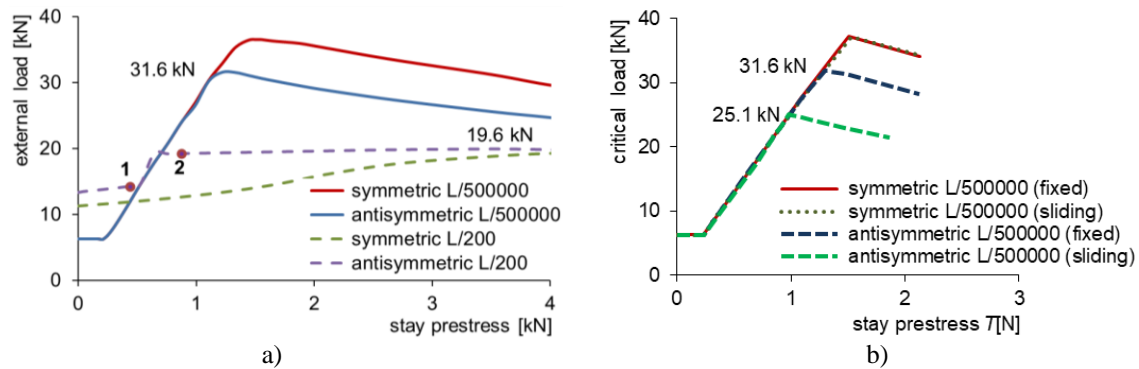 40
30
20
10
0
external load [kN]
31.6 kN
19.6 kN
1
2
symmetric L/500000
antisymmetric L/500000
symmetric L/200
antisymmetric L/200
0 1 2 3 4
stay prestress [kN]
a)
40
30
20
10
0
critical load [kN]
31.6 kN
25.1 kN
symmetric L/500000 (fixed)
symmetric L/500000 (sliding)
antisymmetric L/500000 (fixed)
antisymmetric L/500000 (sliding)
0 1 2 3
stay prestress T[N]
b)